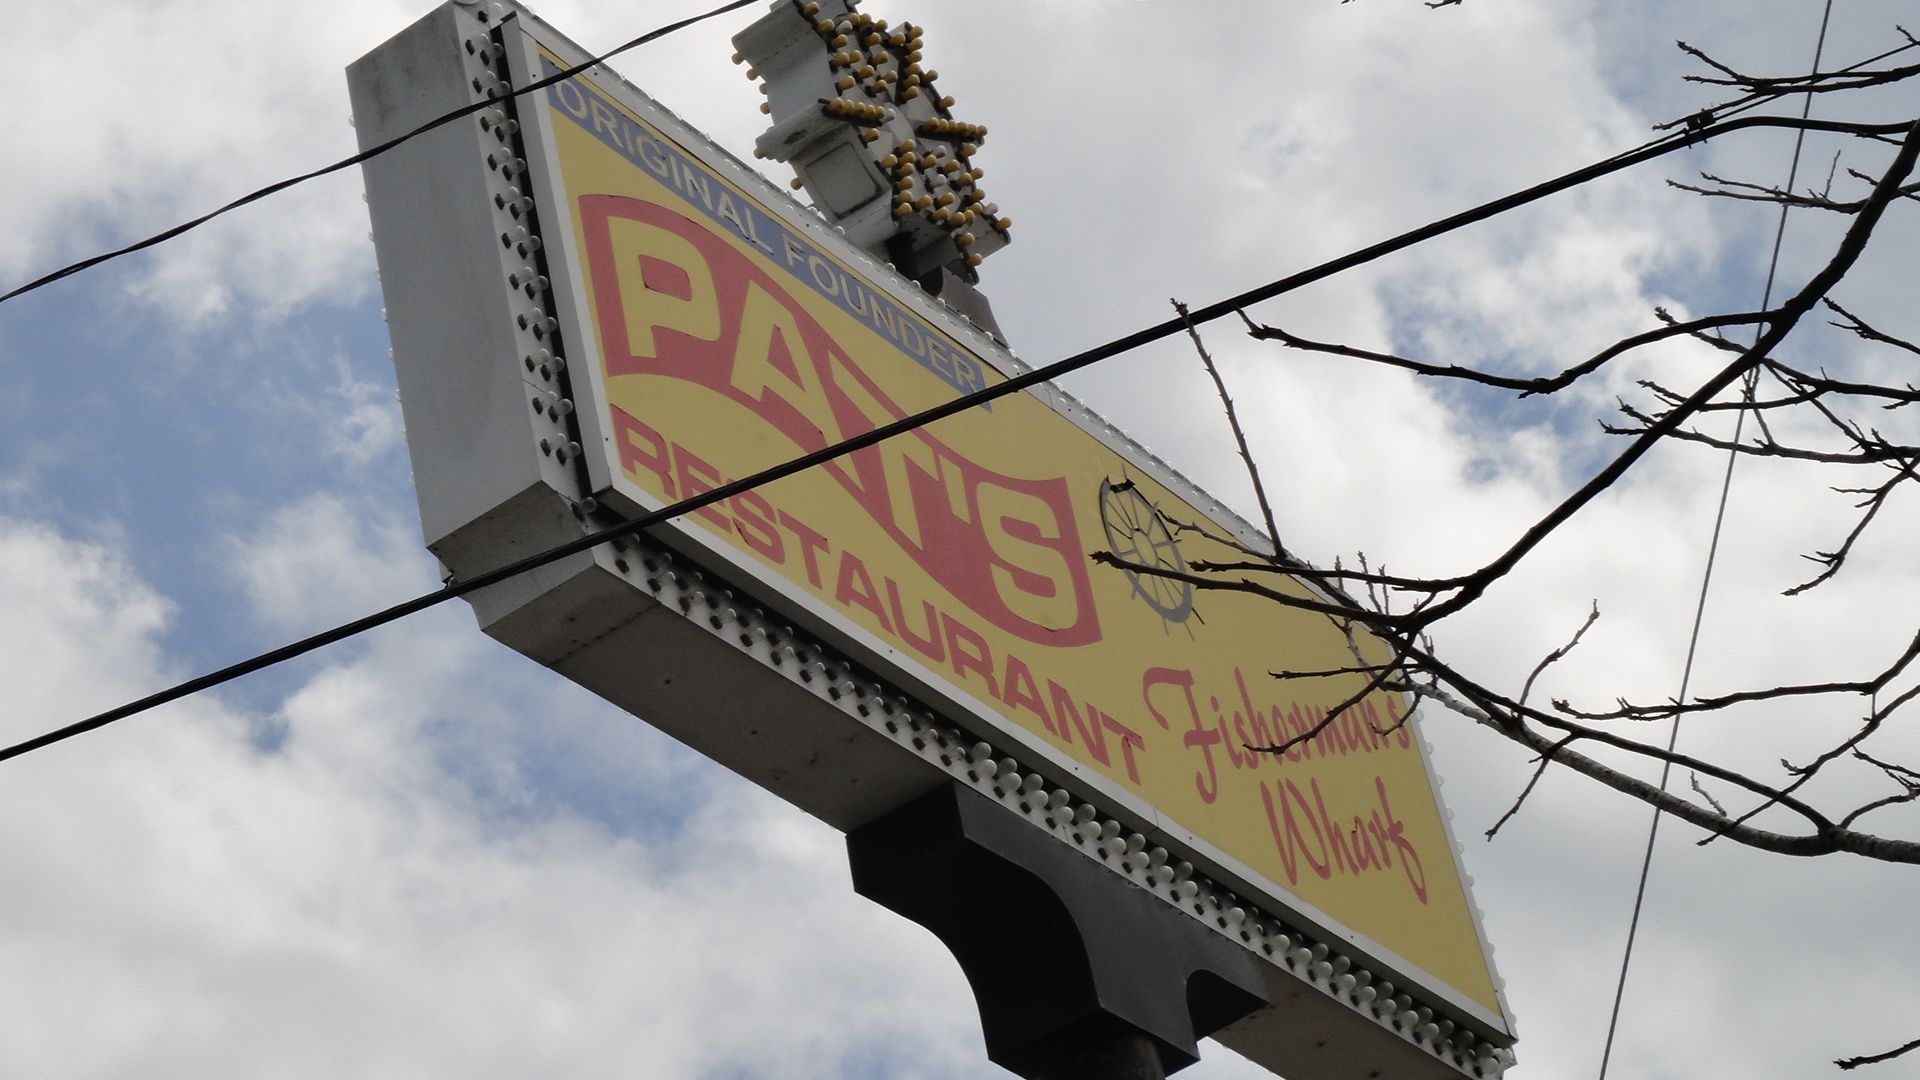 ORIGINAL FOUNDER
PAT'S
RESTAURANT
Fisherman's
Wharf